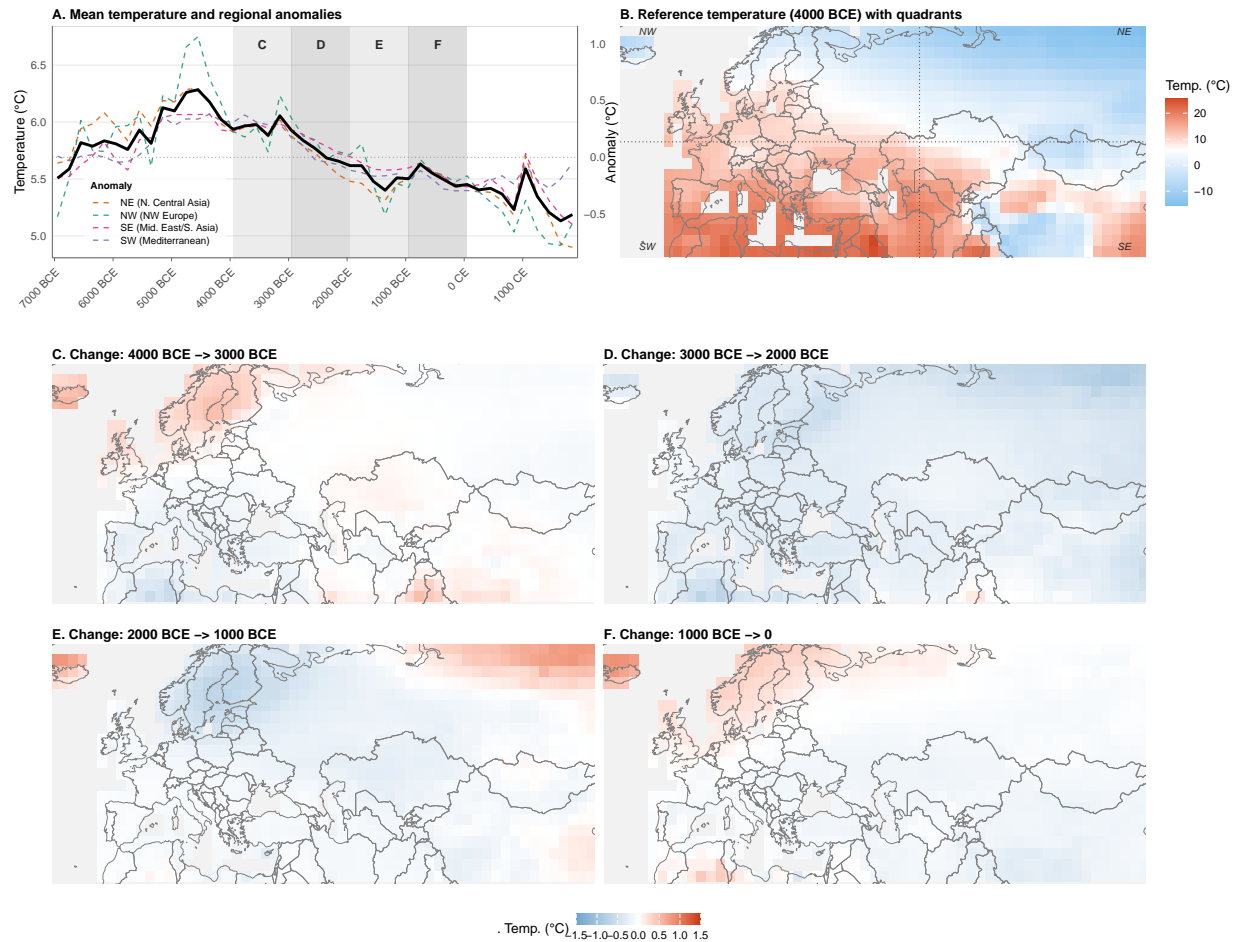 A. Mean temperature and regional anomalies
Temperature (°C)
6.5
6.0
5.5
5.0
C
D
E
F
1.0
0.5
0.0
−0.5
Anomaly (°C)
Anomaly
NE (N. Central Asia)
NW (NW Europe)
SE (Mid. East/S. Asia)
SW (Mediterranean)
7000 BCE
6000 BCE
5000 BCE
4000 BCE
3000 BCE
2000 BCE
1000 BCE
0 CE
1000 CE
B. Reference temperature (4000 BCE) with quadrants
NW
NE
SW
SE
Temp. (°C)
20
10
0
−10
C. Change: 4000 BCE −> 3000 BCE
D. Change: 3000 BCE −> 2000 BCE
E. Change: 2000 BCE −> 1000 BCE
F. Change: 1000 BCE −> 0
. Temp. (°C)
−1.5 −1.0 −0.5 0.0 0.5 1.0 1.5